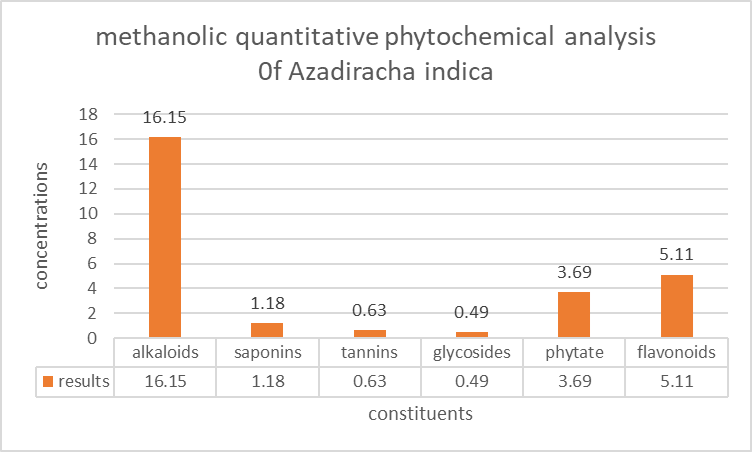 methanolic quantitative phytochemical analysis
0f Azadiracha indica
concentrations
18
16
14
12
10
8
6
4
2
0
16.15
1.18
0.63
0.49
3.69
5.11
alkaloids saponins tannins glycosides phytate flavonoids
results 16.15 1.18 0.63 0.49 3.69 5.11
constituents